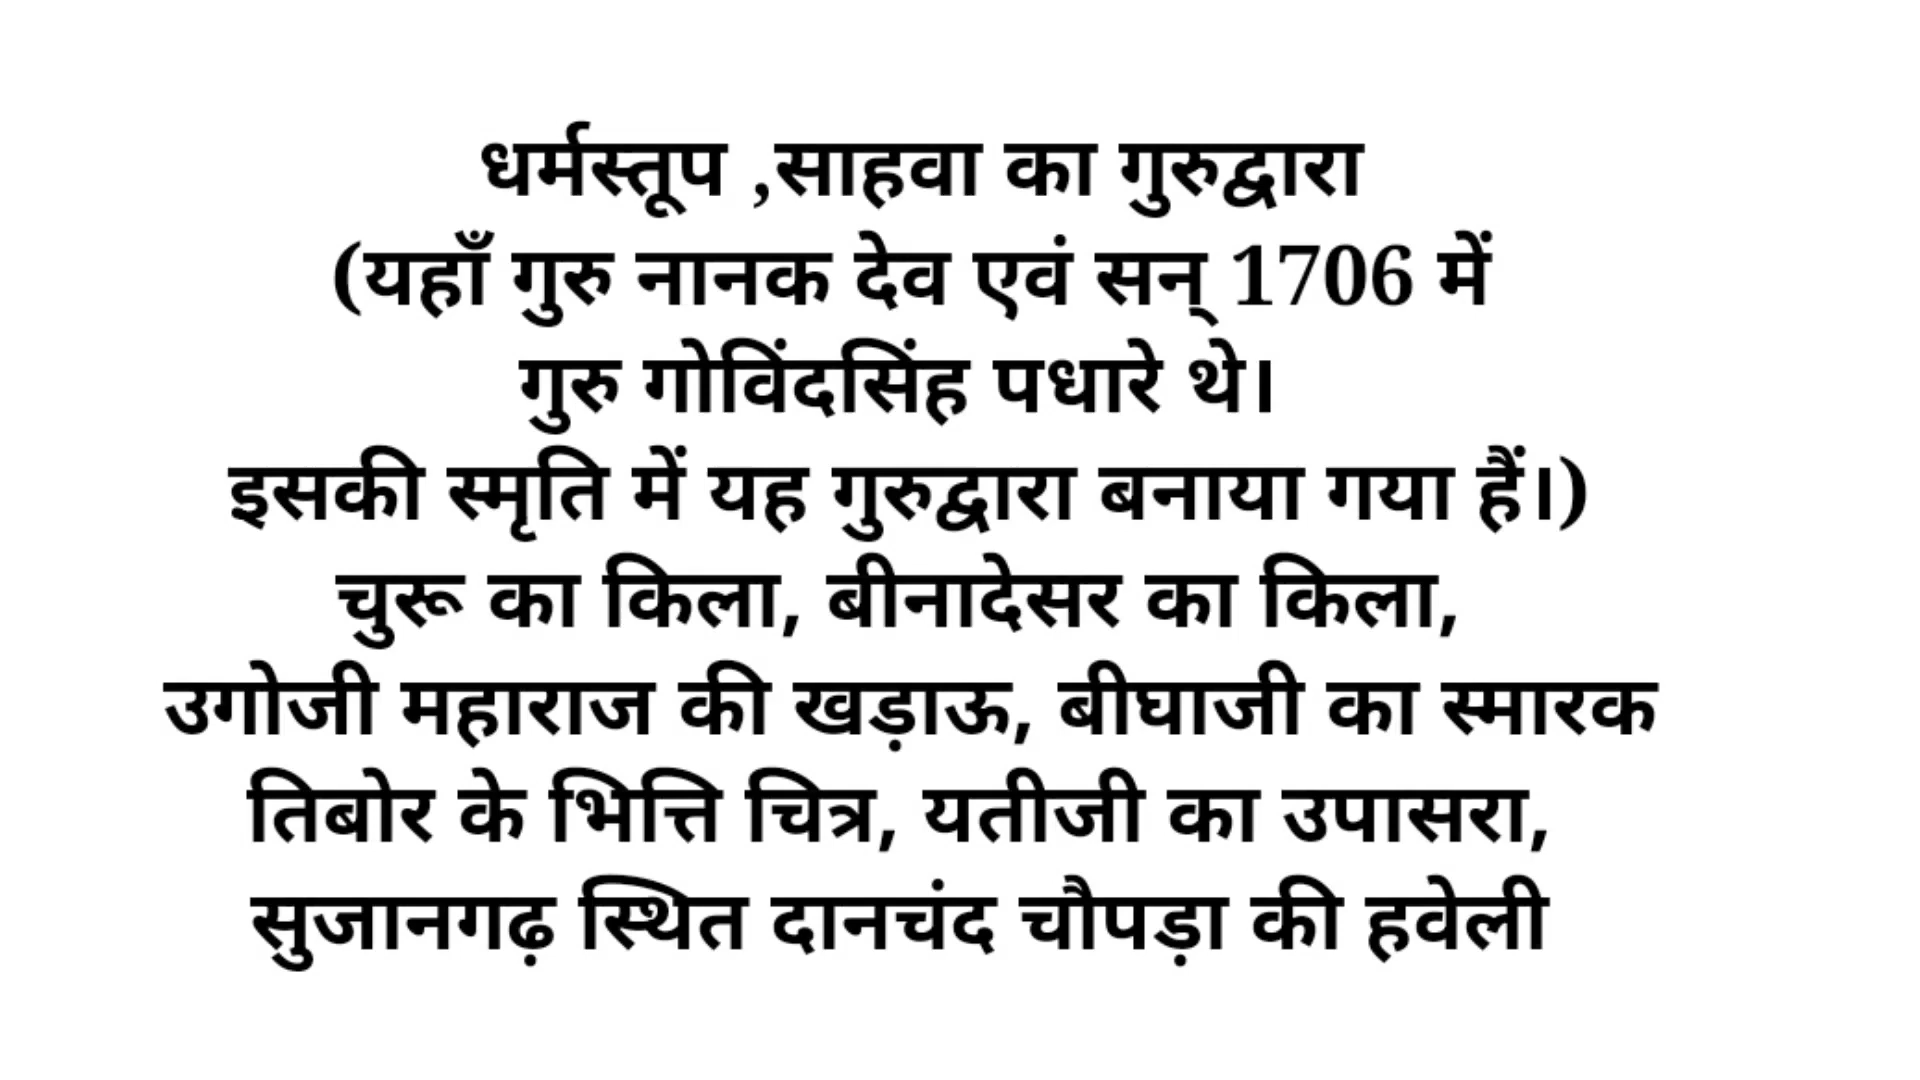 धर्मस्तूप ,साहवा का गुरुद्वारा
(यहाँ गुरु नानक देव एवं सन् 1706 में
गुरु गोविंदसिंह पधारे थे।
इसकी स्मृति में यह गुरुद्वारा बनाया गया हैं।)
चुरू का किला, बीनादेसर का किला,
उगोजी महाराज की खड़ाऊ, बीघाजी का स्मारक
तिबोर के भित्ति चित्र, यतीजी का उपासरा,
सुजानगढ़ स्थित दानचंद चौपड़ा की हवेली